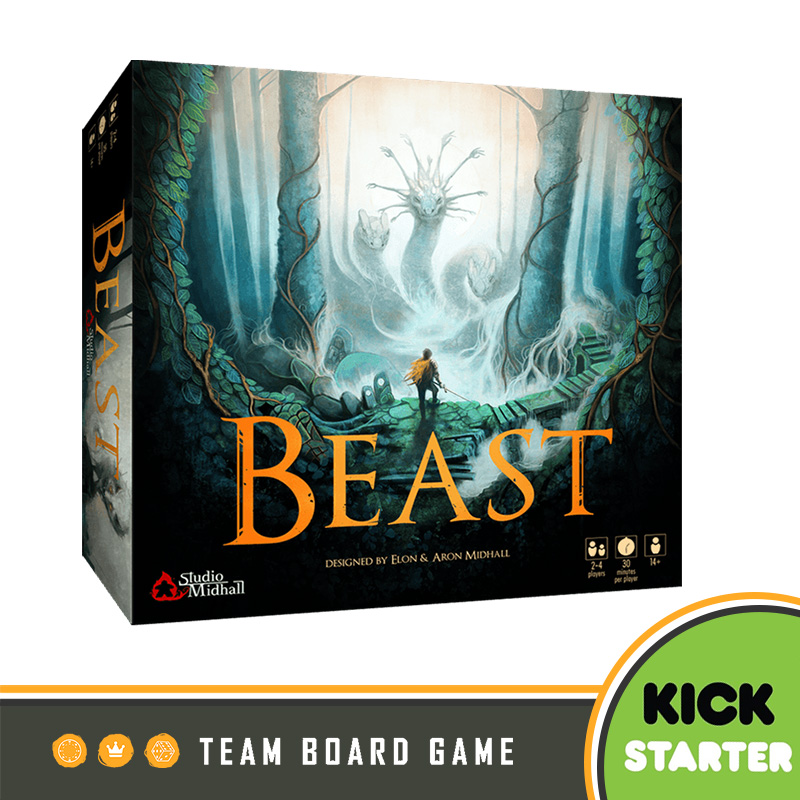 BEAST
BEAST
DESIGNED BY ELON & ARON MIDHALL
Studio
Midhall
2-4
players
30
minutes
per player
14+
TEAM BOARD GAME
KICK
STARTER